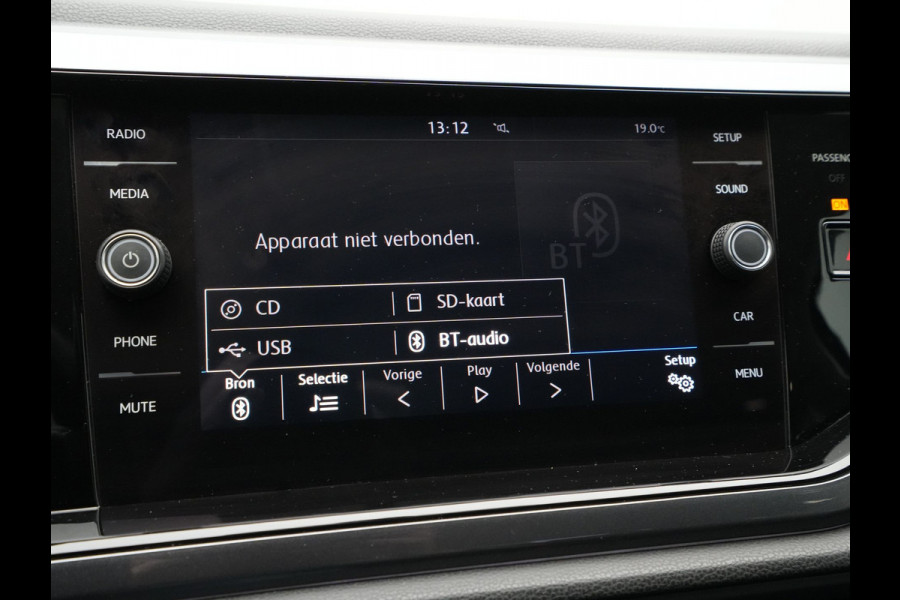 13:12
19.0°C
RADIO
MEDIA
PHONE
MUTE
SETUP
SOUND
CAR
MENU
PASSENG
OFF
ON
BT
Apparaat niet verbonden.
CD
SD-kaart
USB
BT-audio
Bron
Selectie
Vorige
Play
Volgende
Setup